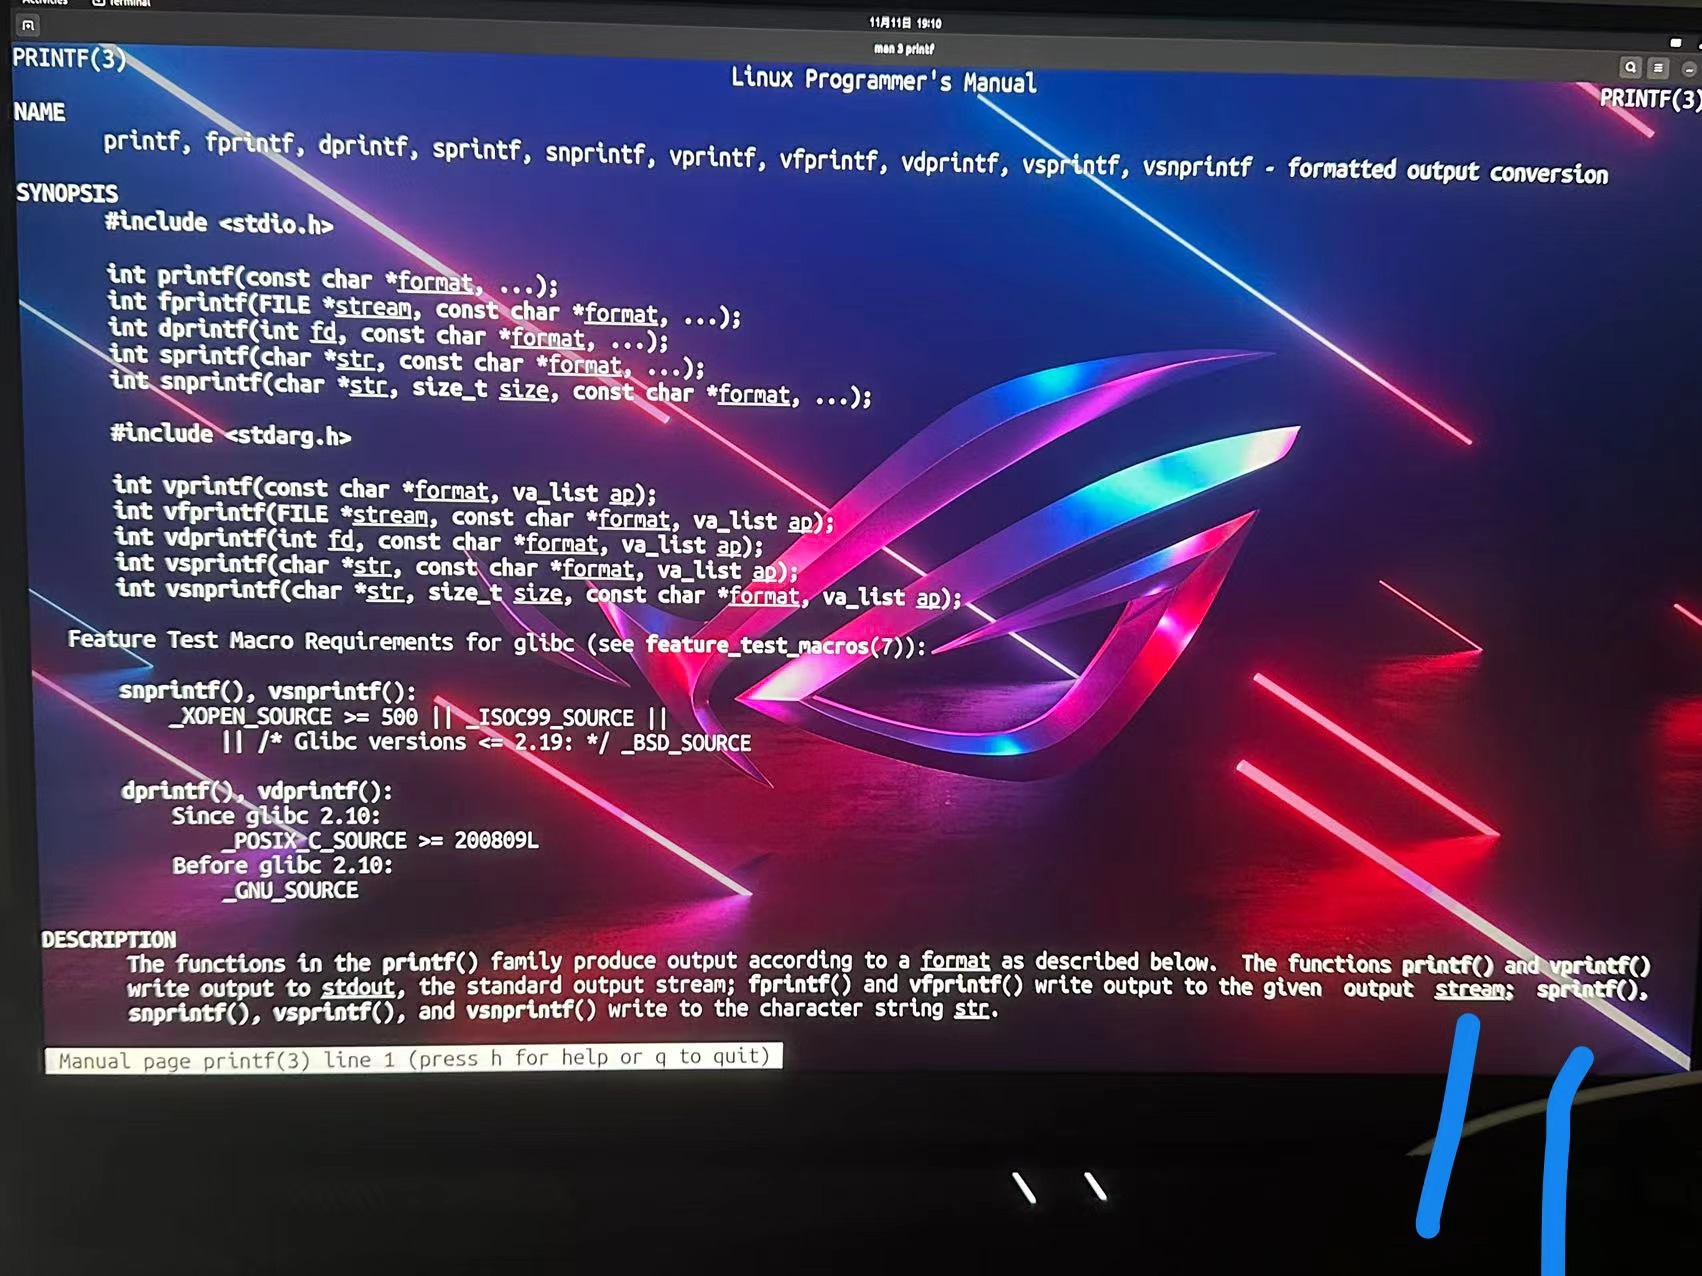 Activities Terminal
11月11日 19:10
man 3 printf
PRINTF(3) Linux Programmer's Manual PRINTF(3)
NAME
printf, fprintf, dprintf, sprintf, snprintf, vprintf, vfprintf, vdprintf, vsprintf, vsnprintf - formatted output conversion
SYNOPSIS
#include <stdio.h>
int printf(const char *format, ...);
int fprintf(FILE *stream, const char *format, ...);
int dprintf(int fd, const char *format, ...);
int sprintf(char *str, const char *format, ...);
int snprintf(char *str, size_t size, const char *format, ...);
#include <stdarg.h>
int vprintf(const char *format, va_list ap);
int vfprintf(FILE *stream, const char *format, va_list ap);
int vdprintf(int fd, const char *format, va_list ap);
int vsprintf(char *str, const char *format, va_list ap);
int vsnprintf(char *str, size_t size, const char *format, va_list ap);
Feature Test Macro Requirements for glibc (see feature_test_macros(7)):
snprintf(), vsnprintf():
_XOPEN_SOURCE >= 500 || _ISOC99_SOURCE ||
|| /* Glibc versions <= 2.19: */ _BSD_SOURCE
dprintf(), vdprintf():
Since glibc 2.10:
_POSIX_C_SOURCE >= 200809L
Before glibc 2.10:
_GNU_SOURCE
DESCRIPTION
The functions in the printf() family produce output according to a format as described below. The functions printf() and vprintf()
write output to stdout, the standard output stream; fprintf() and vfprintf() write output to the given output stream; sprintf(),
snprintf(), vsprintf(), and vsnprintf() write to the character string str.
Manual page printf(3) line 1 (press h for help or q to quit)